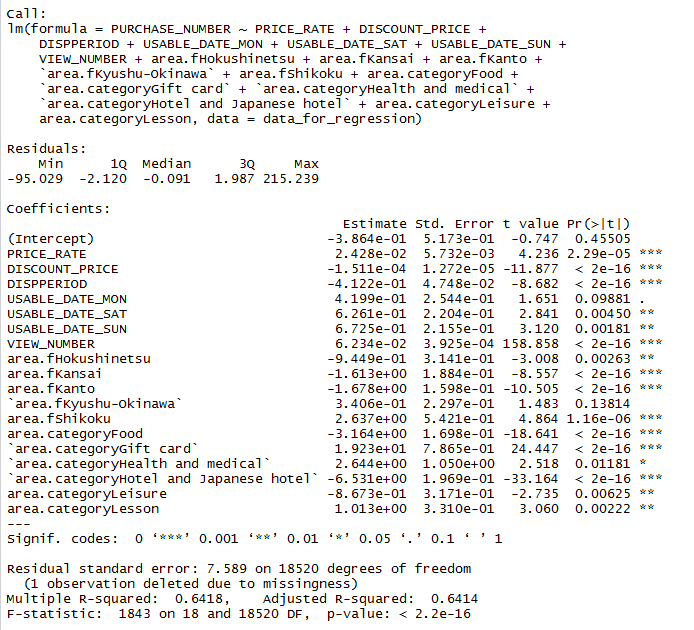 Call:
lm(formula = PURCHASE_NUMBER ~ PRICE_RATE + DISCOUNT_PRICE +
    DISPPERIOD + USABLE_DATE_MON + USABLE_DATE_SAT + USABLE_DATE_SUN +
    VIEW_NUMBER + area.fHokushinetsu + area.fKansai + area.fKanto +
    `area.fKyushu-Okinawa` + area.fShikoku + area.categoryFood +
    `area.categoryGift card` + `area.categoryHealth and medical` +
    `area.categoryHotel and Japanese hotel` + area.categoryLeisure +
    area.categoryLesson, data = data_for_regression)
Residuals:
    Min      1Q  Median      3Q     Max
-95.029  -2.120  -0.091   1.987 215.239
Coefficients:
                                        Estimate Std. Error t value Pr(>|t|)
(Intercept)                           -3.864e-01  5.173e-01  -0.747  0.45505
PRICE_RATE                             2.428e-02  5.732e-03   4.236 2.29e-05 ***
DISCOUNT_PRICE                        -1.511e-04  1.272e-05 -11.877  < 2e-16 ***
DISPPERIOD                            -4.122e-01  4.748e-02  -8.682  < 2e-16 ***
USABLE_DATE_MON                        4.199e-01  2.544e-01   1.651  0.09881 .
USABLE_DATE_SAT                        6.261e-01  2.204e-01   2.841  0.00450 **
USABLE_DATE_SUN                        6.725e-01  2.155e-01   3.120  0.00181 **
VIEW_NUMBER                            6.234e-02  3.925e-04 158.858  < 2e-16 ***
area.fHokushinetsu                    -9.449e-01  3.141e-01  -3.008  0.00263 **
area.fKansai                          -1.613e+00  1.884e-01  -8.557  < 2e-16 ***
area.fKanto                           -1.678e+00  1.598e-01 -10.505  < 2e-16 ***
`area.fKyushu-Okinawa`                 3.406e-01  2.297e-01   1.483  0.13814
area.fShikoku                          2.637e+00  5.421e-01   4.864 1.16e-06 ***
area.categoryFood                     -3.164e+00  1.698e-01 -18.641  < 2e-16 ***
`area.categoryGift card`               1.923e+01  7.865e-01  24.447  < 2e-16 ***
`area.categoryHealth and medical`      2.644e+00  1.050e+00   2.518  0.01181 *
`area.categoryHotel and Japanese hotel` -6.531e+00  1.969e-01 -33.164  < 2e-16 ***
area.categoryLeisure                  -8.673e-01  3.171e-01  -2.735  0.00625 **
area.categoryLesson                    1.013e+00  3.310e-01   3.060  0.00222 **
---
Signif. codes:  0 ‘***’ 0.001 ‘**’ 0.01 ‘*’ 0.05 ‘.’ 0.1 ‘ ’ 1
Residual standard error: 7.589 on 18520 degrees of freedom
  (1 observation deleted due to missingness)
Multiple R-squared:  0.6418,    Adjusted R-squared:  0.6414
F-statistic:  1843 on 18 and 18520 DF,  p-value: < 2.2e-16